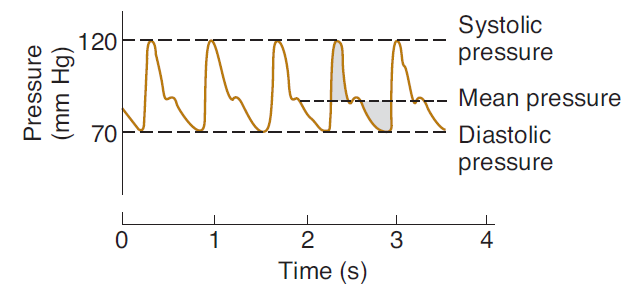 Pressure
(mm Hg)
120
70
Systolic
pressure
Mean pressure
Diastolic
pressure
0
1
2
3
4
Time (s)